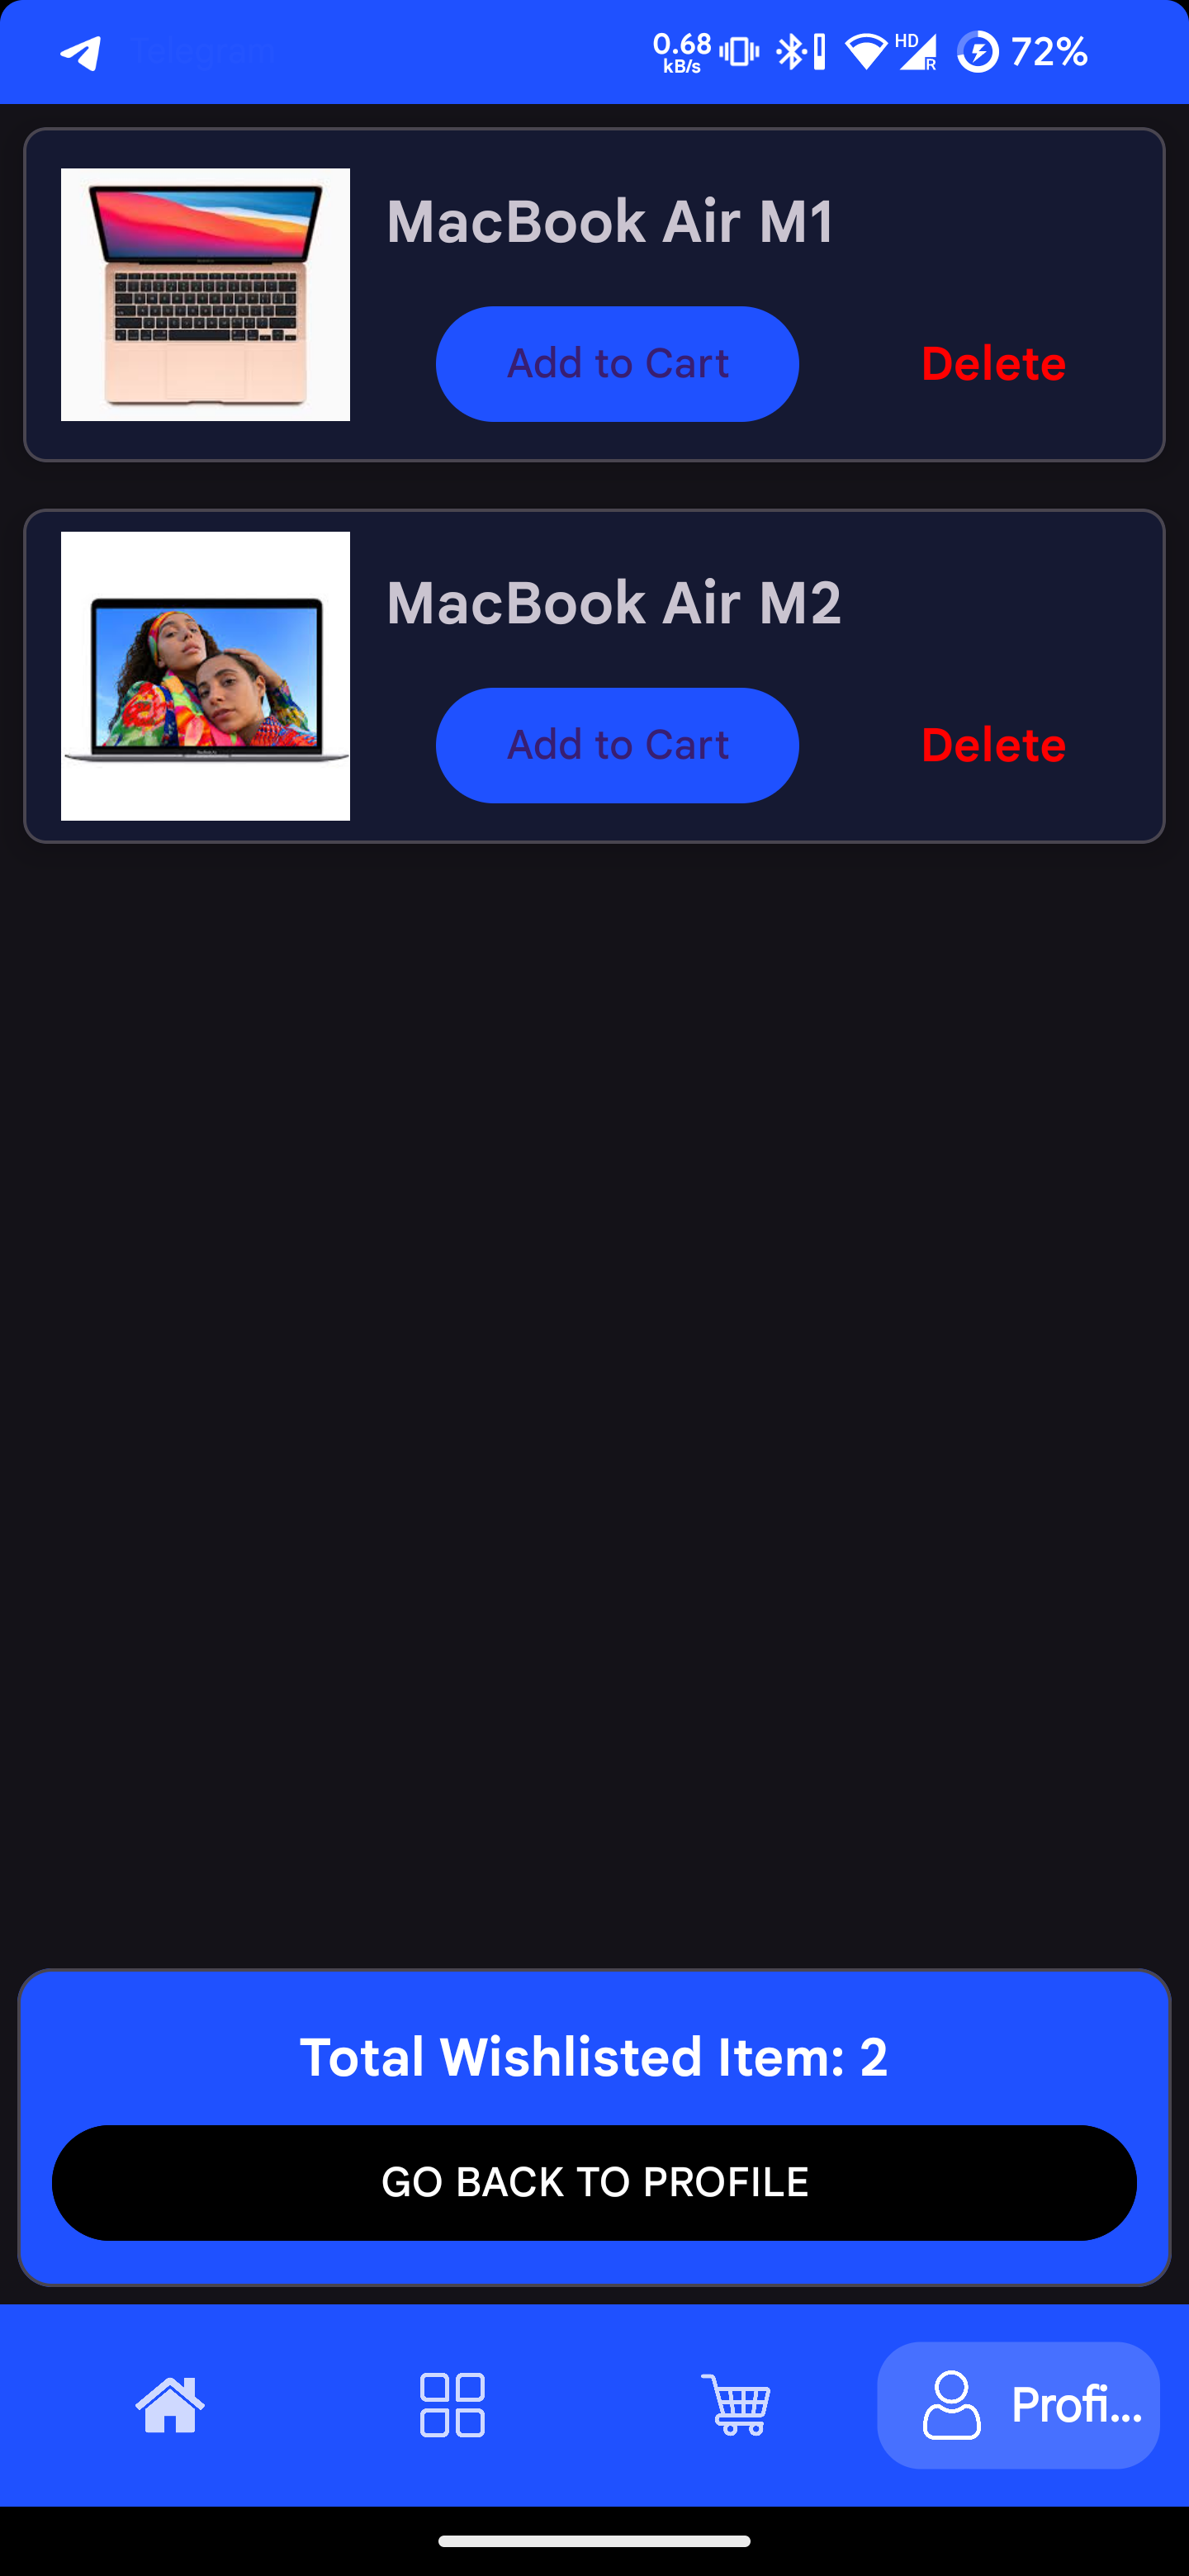 Telegram
0.68
kB/s
HD
R
72%
MacBook Air M1
Add to Cart
Delete
MacBook Air M2
Add to Cart
Delete
Total Wishlisted Item: 2
GO BACK TO PROFILE
Profi...